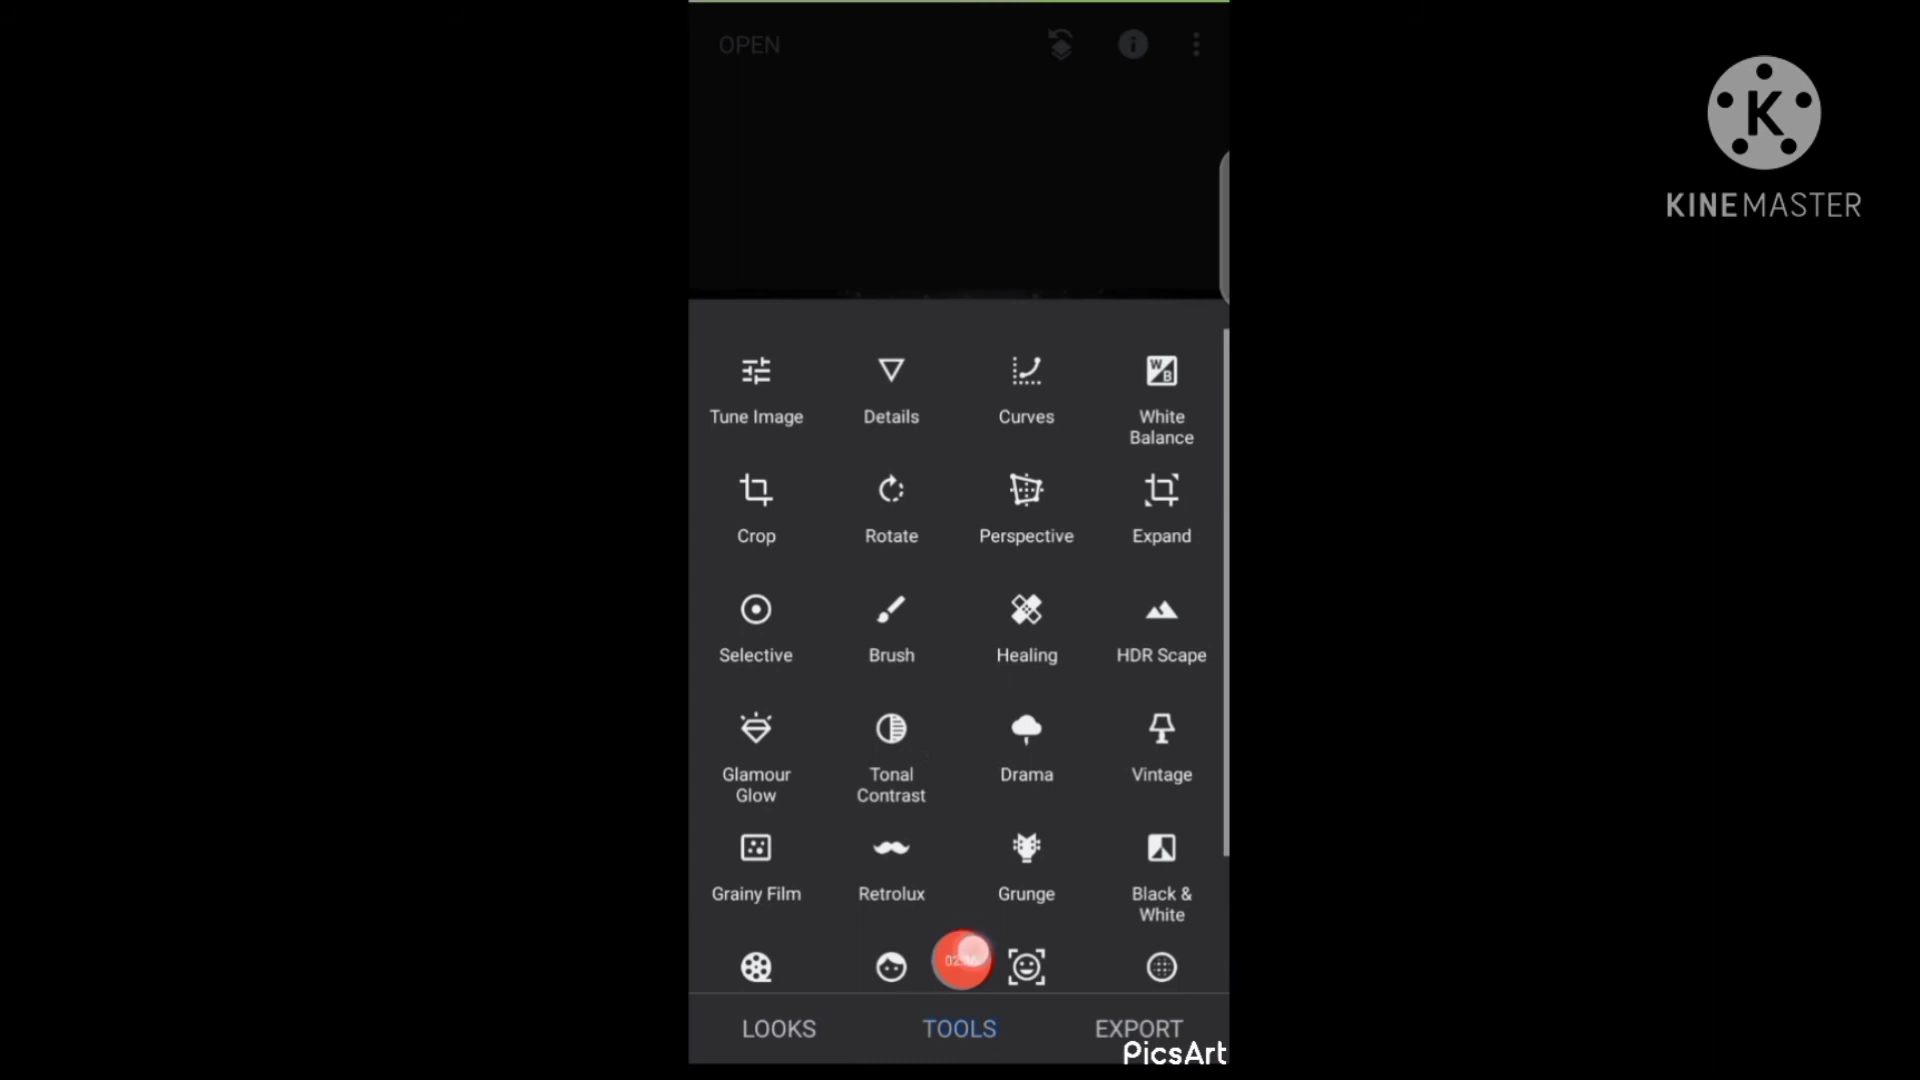 OPEN
KINEMASTER
Tune Image
Details
Curves
White
Balance
Crop
Rotate
Perspective
Expand
Selective
Brush
Healing
HDR Scape
Glamour
Glow
Tonal
Contrast
Drama
Vintage
Grainy Film
Retrolux
Grunge
Black &
White
LOOKS
TOOLS
EXPORT
PicsArt